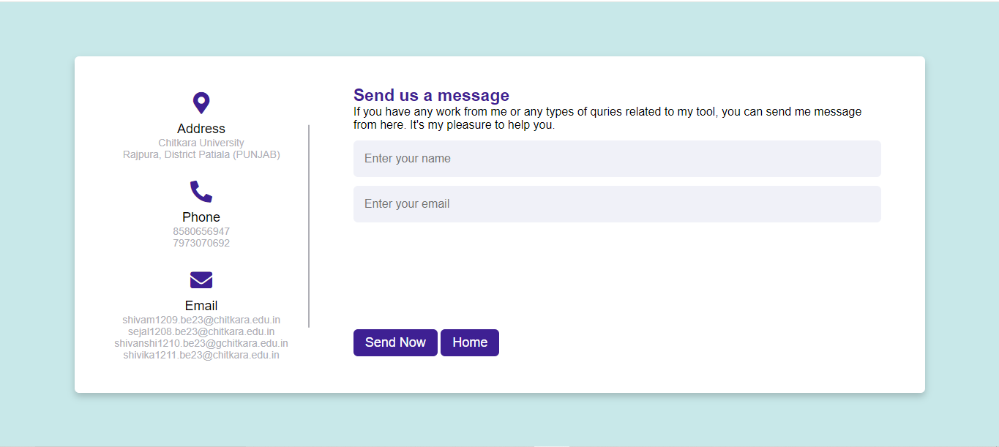 Address
Chitkara University
Rajpura, District Patiala (PUNJAB)
Phone
8580656947
7973070692
Email
shivam1209.be23@chitkara.edu.in
sejal1208.be23@chitkara.edu.in
shivanshi1210.be23@gchitkara.edu.in
shivika1211.be23@chitkara.edu.in
Send us a message
If you have any work from me or any types of quries related to my tool, you can send me message
from here. It's my pleasure to help you.
Enter your name
Enter your email
Send Now
Home